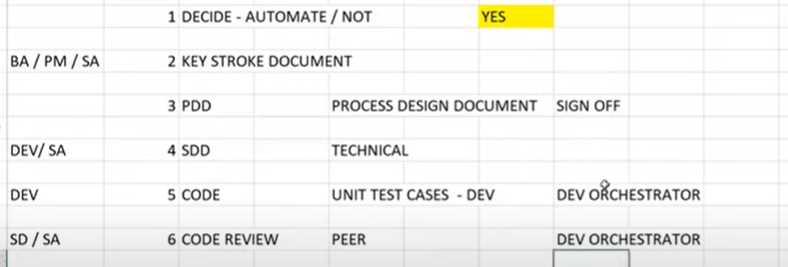 1 DECIDE - AUTOMATE / NOT YES
BA / PM / SA 2 KEY STROKE DOCUMENT
3 PDD PROCESS DESIGN DOCUMENT SIGN OFF
DEV/ SA 4 SDD TECHNICAL
DEV 5 CODE UNIT TEST CASES - DEV DEV ORCHESTRATOR
SD / SA 6 CODE REVIEW PEER DEV ORCHESTRATOR